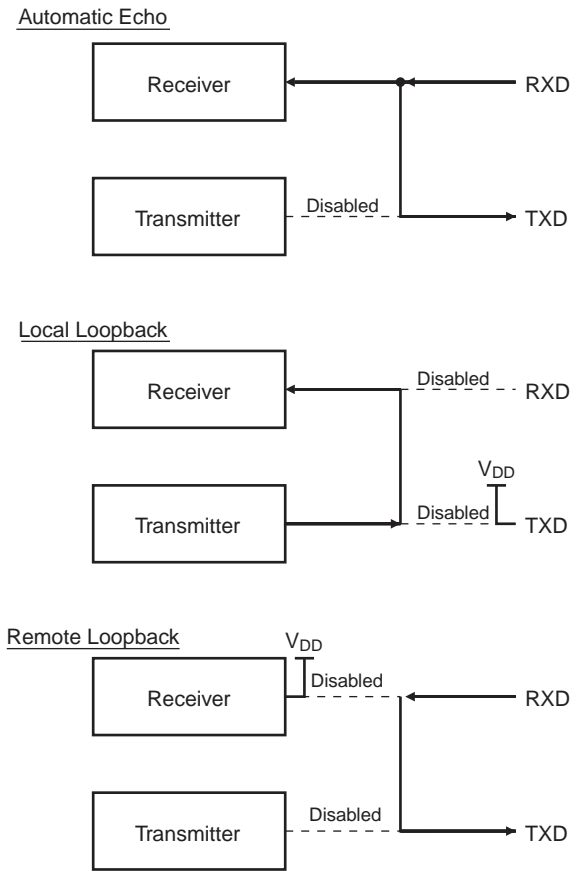 Automatic Echo
Receiver
RXD
Transmitter
Disabled
TXD
Local Loopback
Receiver
Disabled
RXD
VDD
Transmitter
Disabled
TXD
Remote Loopback
VDD
Receiver
Disabled
RXD
Transmitter
Disabled
TXD